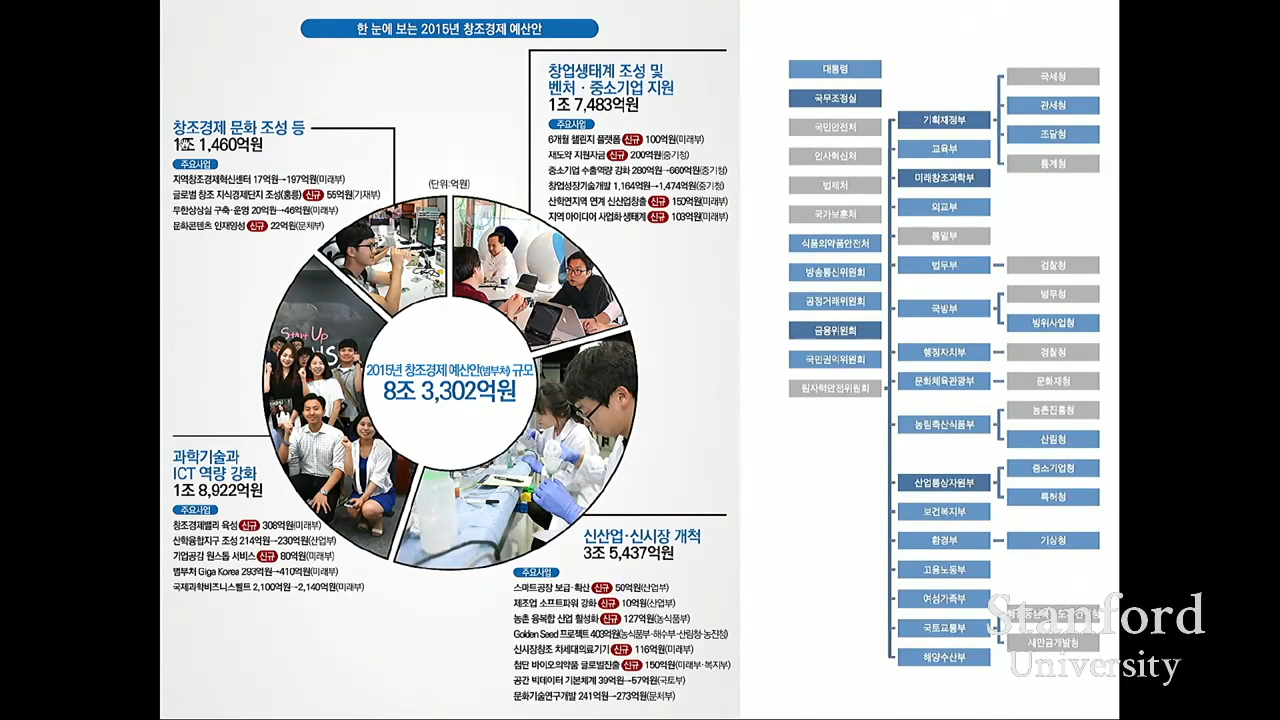 한 눈에 보는 2015년 창조경제 예산안
창업생태계 조성 및
벤처·중소기업 지원
1조 7,483억원
주요사업
6개월 챌린지 플랫폼 신규 100억원(미래부)
재도약 지원자금 신규 200억원(중기청)
중소기업 수출역량 강화 280억원→660억원(중기청)
창업성장기술개발 1,164억원→1,474억원(중기청)
산학연지역 연계 신산업창출 신규 150억원(미래부)
지역 아이디어 사업화 생태계 신규 103억원(미래부)
창조경제 문화 조성 등
1조 1,460억원
주요사업
지역창조경제혁신센터 17억원→197억원(미래부)
글로벌 창조 지식경제단지 조성(홍릉) 신규 55억원(기재부)
무한상상실 구축·운영 20억원→46억원(미래부)
문화콘텐츠 인재양성 신규 22억원(문체부)
(단위:억원)
Start Up
2015년 창조경제 예산안(범부처) 규모
8조 3,302억원
과학기술과
ICT 역량 강화
1조 8,922억원
주요사업
창조경제밸리 육성 신규 308억원(미래부)
산학융합지구 조성 214억원→230억원(산업부)
기업공감 원스톱 서비스 신규 80억원(미래부)
범부처 Giga Korea 293억원→410억원(미래부)
국제과학비즈니스벨트 2,100억원→2,140억원(미래부)
신산업·신시장 개척
3조 5,437억원
주요사업
스마트공장 보급·확산 신규 50억원(산업부)
제조업 소프트파워 강화 신규 10억원(산업부)
농촌 융복합 산업 활성화 신규 127억원(농식품부)
Golden Seed 프로젝트 403억원(농식품부·해수부·산림청·농진청)
신시장창조 차세대의료기기 신규 116억원(미래부)
첨단 바이오의약품 글로벌진출 신규 150억원(미래부·복지부)
공간 빅데이터 기본체계 39억원→57억원(국토부)
문화기술연구개발 241억원→273억원(문체부)
대통령
국무조정실
국민안전처
인사혁신처
법제처
국가보훈처
식품의약품안전처
방송통신위원회
공정거래위원회
금융위원회
국민권익위원회
원자력안전위원회
기획재정부
교육부
미래창조과학부
외교부
통일부
법무부
국방부
행정자치부
문화체육관광부
농림축산식품부
산업통상자원부
보건복지부
환경부
고용노동부
여성가족부
국토교통부
해양수산부
국세청
관세청
조달청
통계청
검찰청
병무청
방위사업청
경찰청
문화재청
농촌진흥청
산림청
중소기업청
특허청
기상청
새만금개발청
Stanford
University